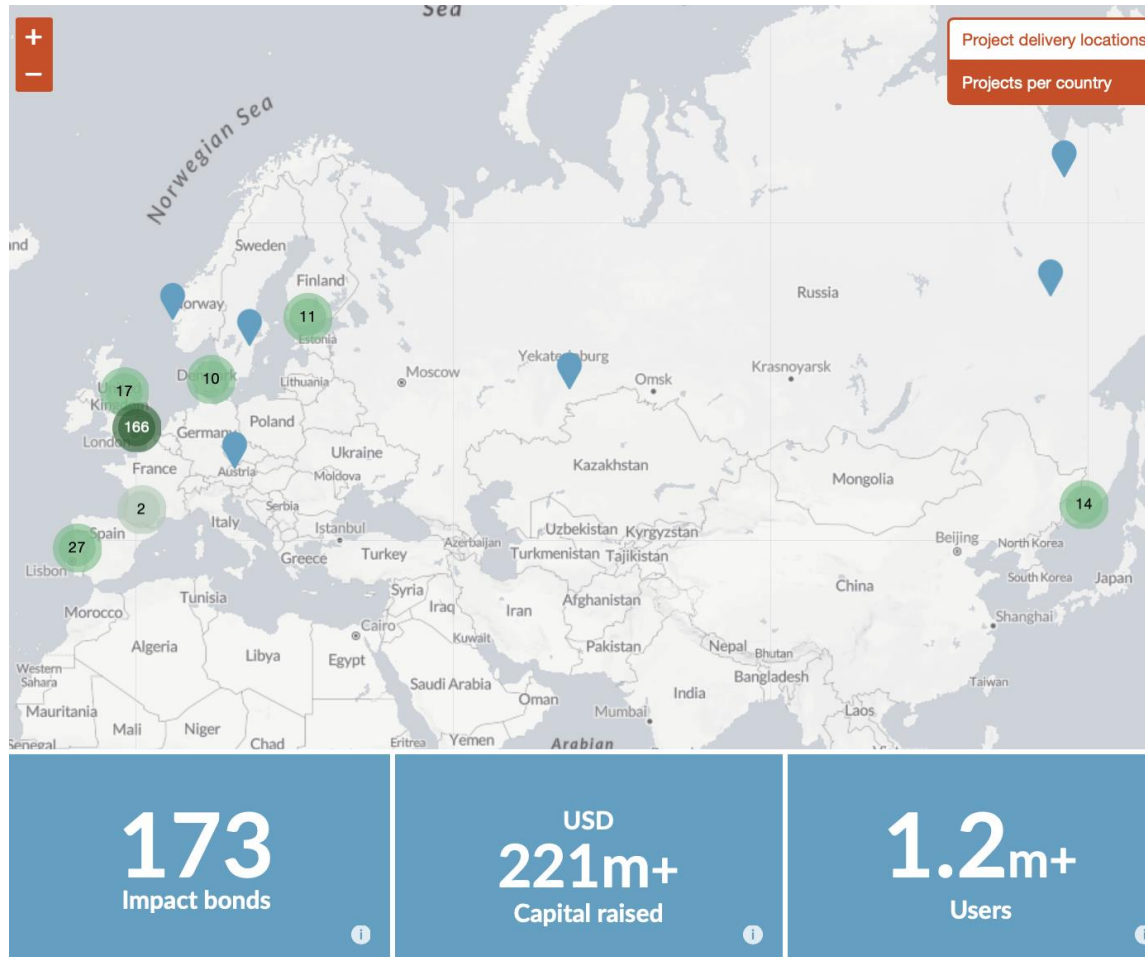 Sea
+
−
Project delivery locations
Projects per country
Norwegian Sea
Sweden
Finland
Russia
11
Estonia
Yekaterinburg
Krasnoyarsk
Moscow
Omsk
Lithuania
10
17
166
Poland
Germany
London
Ukraine
France
Austria
Kazakhstan
Moldova
Mongolia
2
Serbia
14
Italy
Istanbul
Uzbekistan
Kyrgyzstan
Spain
27
Azerbaijan
Beijing
North Korea
Greece
Turkey
Turkmenistan
Tajikistan
Lisbon
South Korea
Japan
China
Syria
Tunisia
Iraq
Iran
Afghanistan
Morocco
Shanghai
Cairo
Kuwait
Pakistan
Nepal
Bhutan
Algeria
Libya
Egypt
Western
Sahara
Bangladesh
Taiwan
Saudi Arabia
India
Oman
Mauritania
Mumbai
Laos
Mali
Niger
Chad
Eritrea
Yemen
Arabian
Senegal
173
Impact bonds
USD
221m+
Capital raised
1.2m+
Users